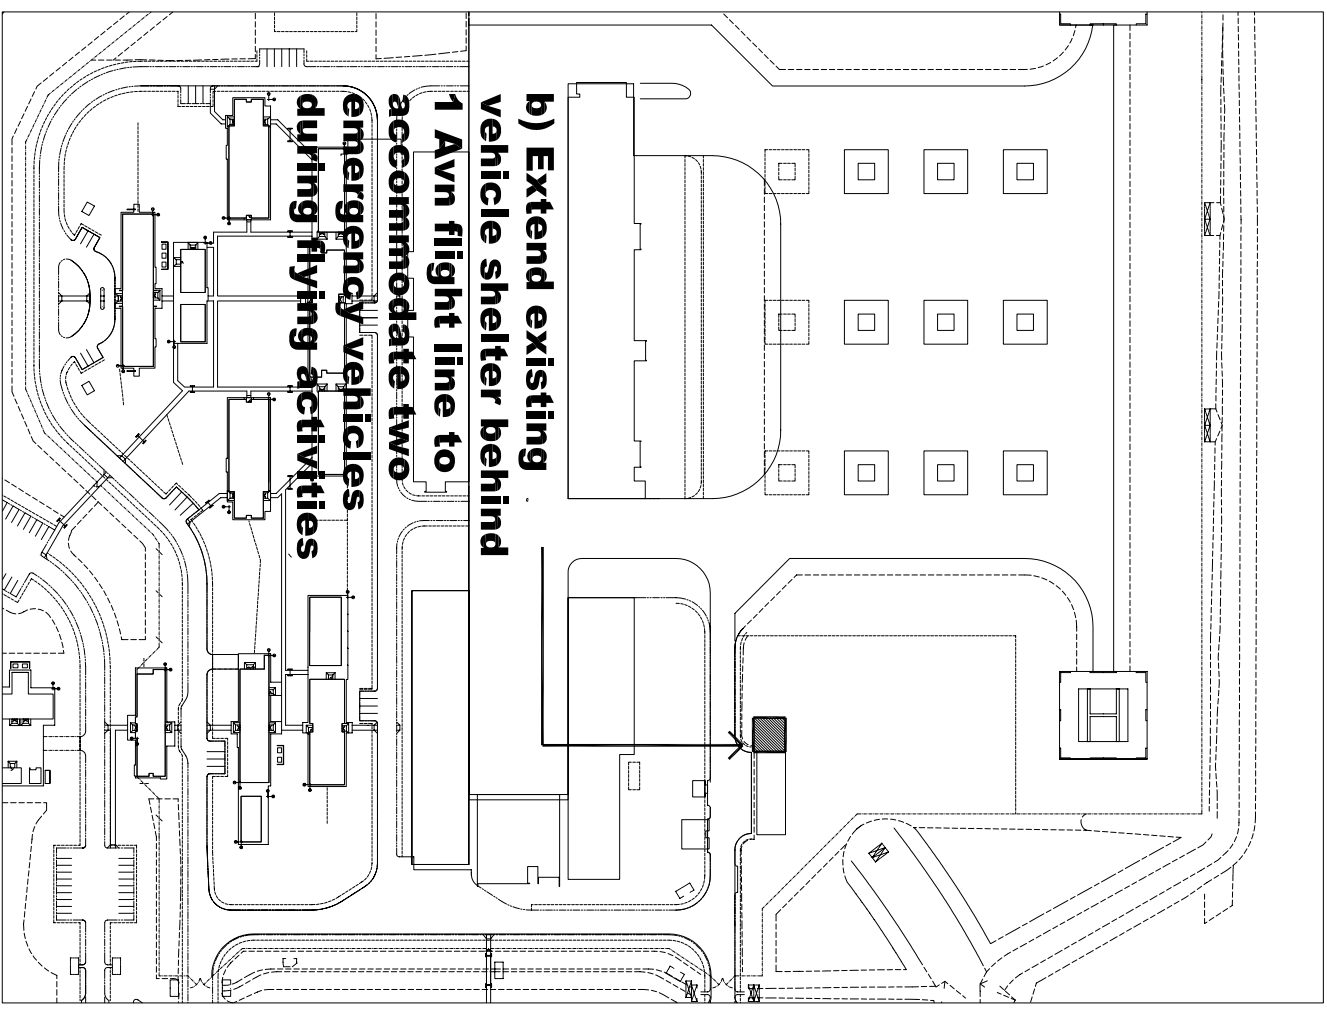 b) Extend existing
vehicle shelter behind
1 Avn flight line to
accommodate two
emergency vehicles
during flying activities